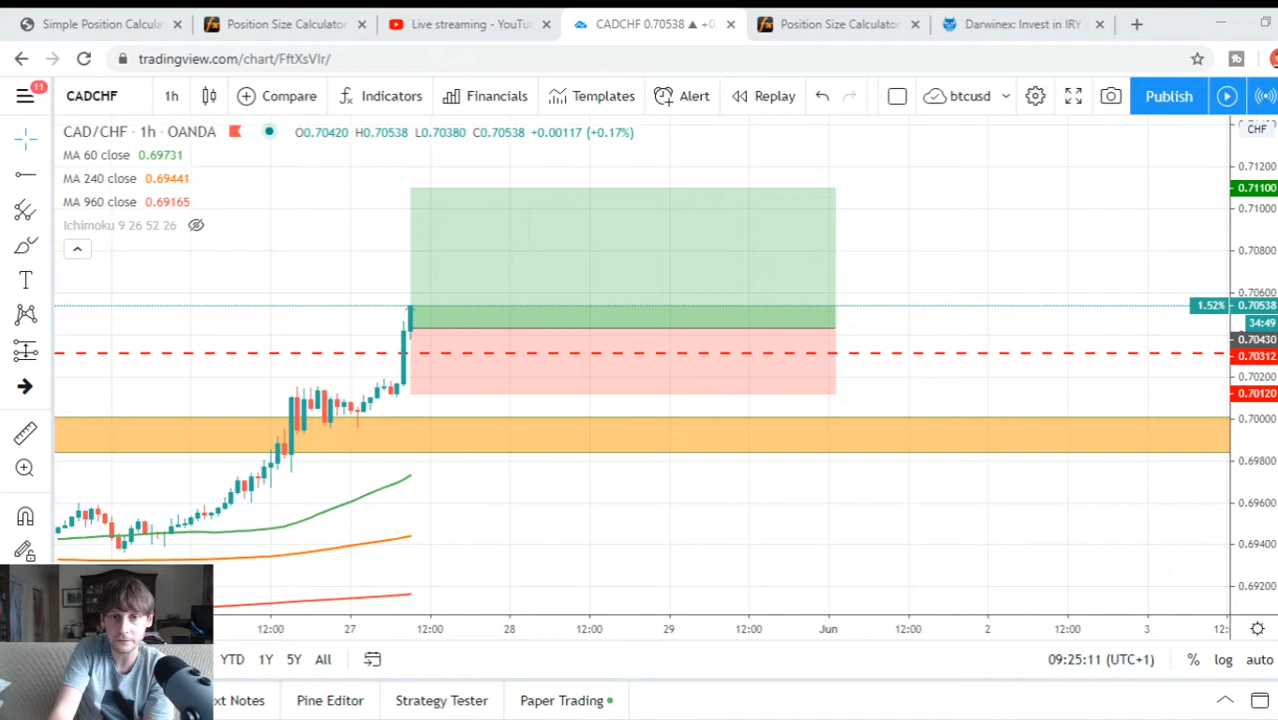 Simple Position Calcula
Position Size Calculator
Live streaming - YouTu
CADCHF 0.70538 ▲ +0
Position Size Calculator
Darwinex: Invest in IRY
tradingview.com/chart/FftXsVIr/
11
CADCHF
1h
Compare
Indicators
Financials
Templates
Alert
Replay
btcusd
Publish
CAD/CHF · 1h · OANDA
O0.70420 H0.70538 L0.70380 C0.70538 +0.00117 (+0.17%)
MA 60 close 0.69731
MA 240 close 0.69441
MA 960 close 0.69165
Ichimoku 9 26 52 26
CHF
0.71200
0.71100
0.71000
0.70800
0.70600
1.52% 0.70538
34:49
0.70430
0.70312
0.70200
0.70120
0.70000
0.69800
0.69600
0.69400
0.69200
12:00 27 12:00 28 12:00 29 12:00 Jun 12:00 2 12:00 3 12:
YTD 1Y 5Y All
09:25:11 (UTC+1) % log auto
xt Notes Pine Editor Strategy Tester Paper Trading